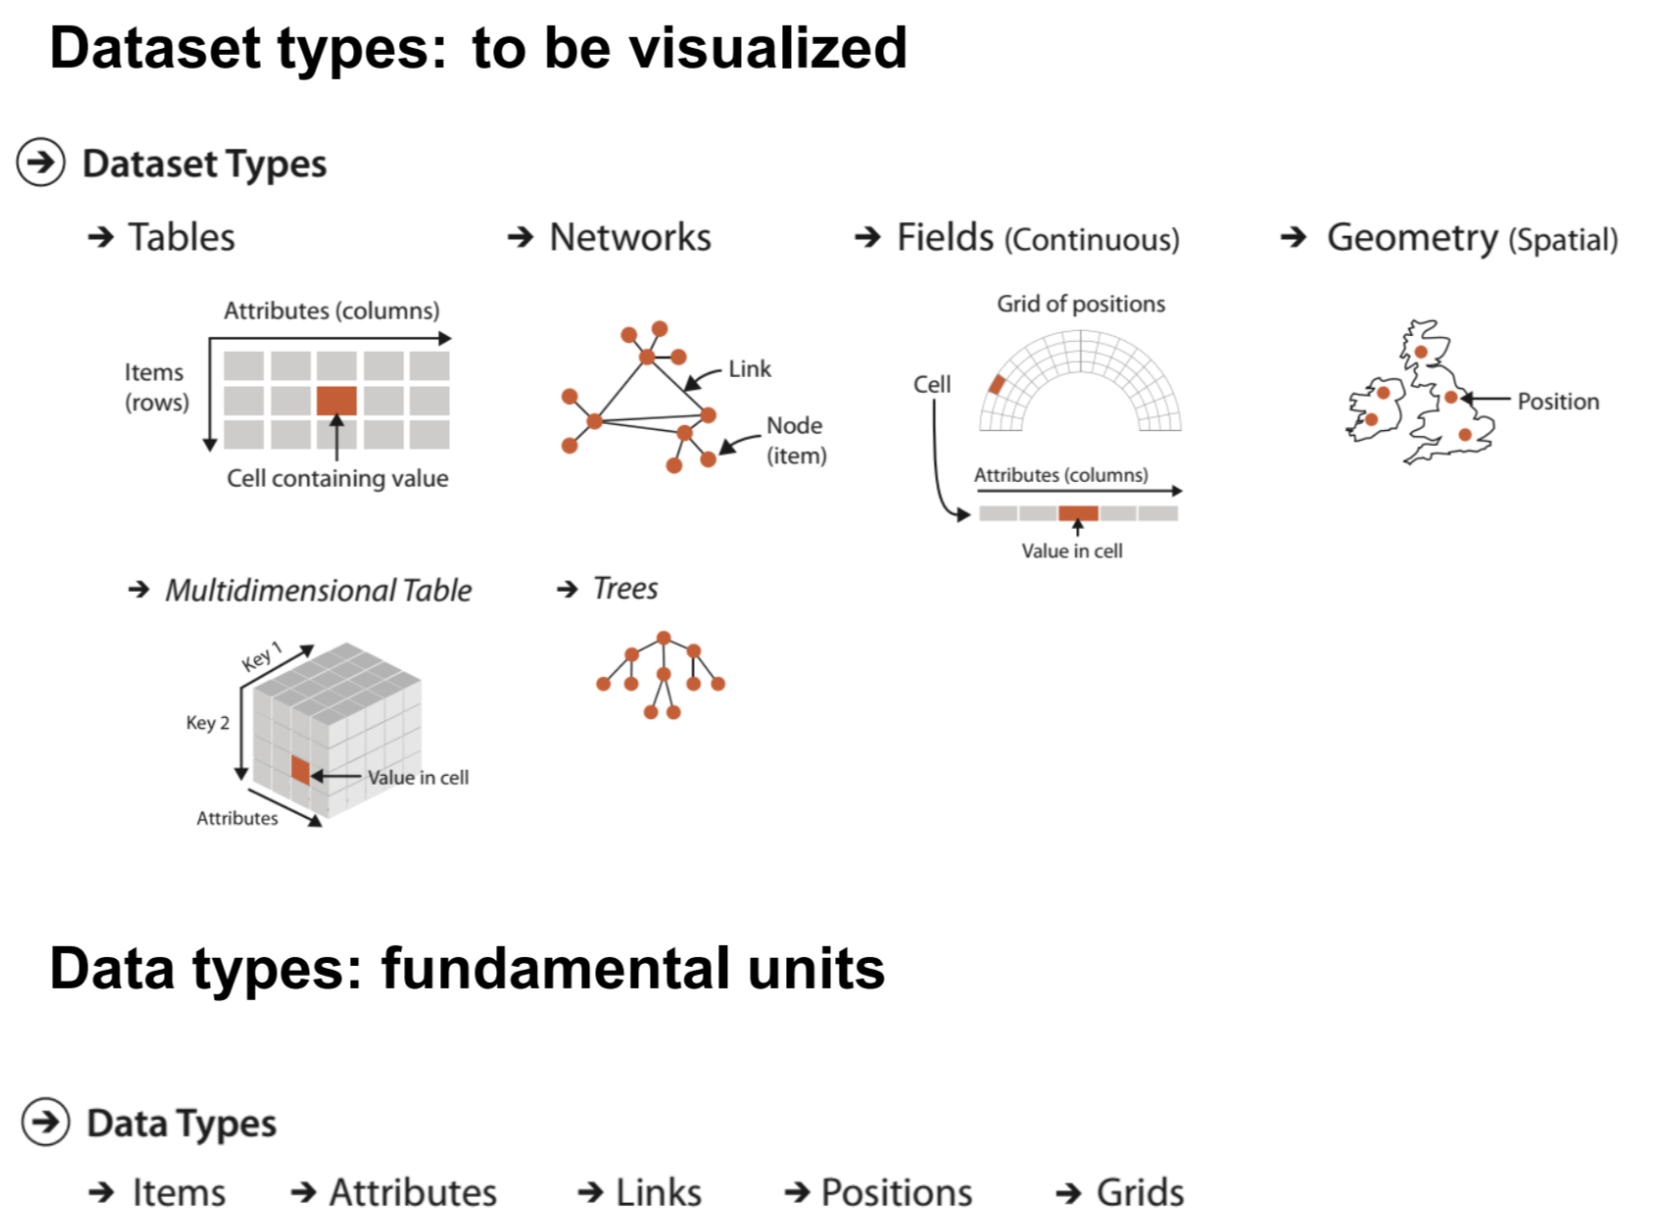 Dataset types: to be visualized
Dataset Types
Tables
Networks
Fields (Continuous)
Geometry (Spatial)
Attributes (columns)
Items
(rows)
Cell containing value
Link
Node
(item)
Grid of positions
Cell
Attributes (columns)
Value in cell
Position
Multidimensional Table
Trees
Key 1
Key 2
Value in cell
Attributes
Data types: fundamental units
Data Types
Items
Attributes
Links
Positions
Grids